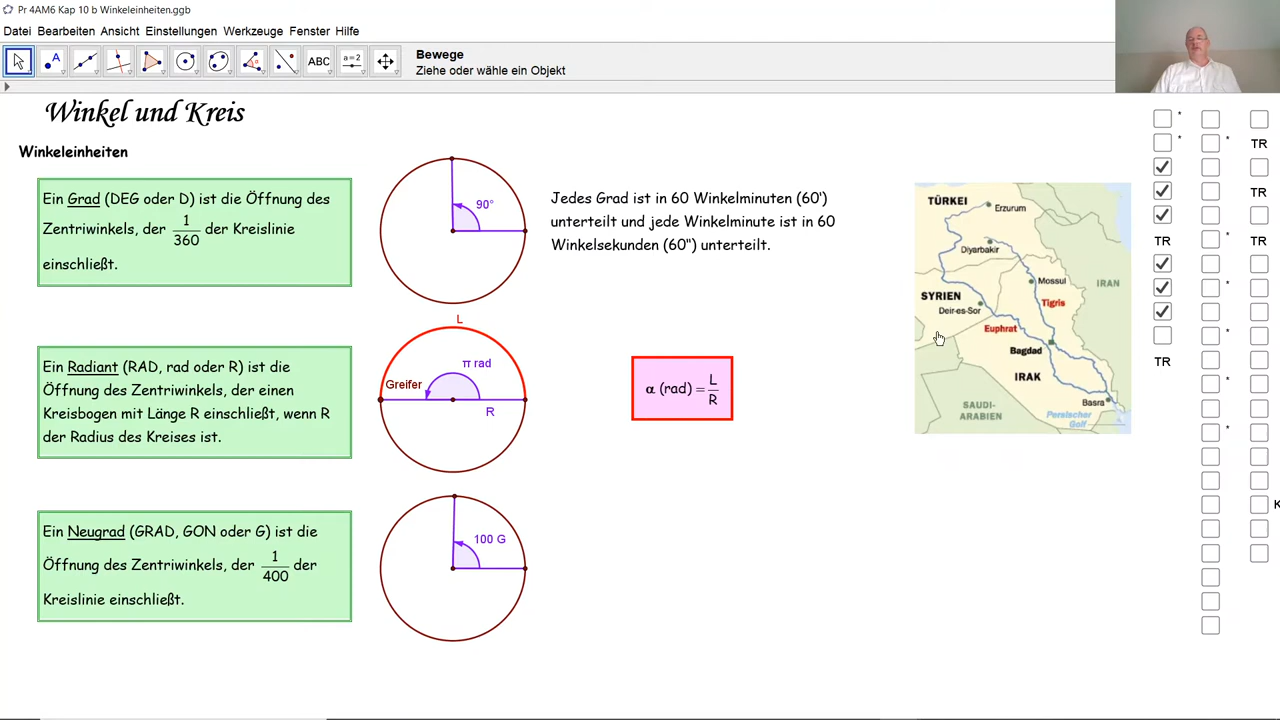 Pr 4AM6 Kap 10 b Winkeleinheiten.ggb
Datei Bearbeiten Ansicht Einstellungen Werkzeuge Fenster Hilfe
A
ABC
a=2
Bewege
Ziehe oder wähle ein Objekt
Winkel und Kreis
Winkeleinheiten
Ein Grad (DEG oder D) ist die Öffnung des
Zentriwinkels, der 1/360 der Kreislinie
einschließt.
90°
Jedes Grad ist in 60 Winkelminuten (60')
unterteilt und jede Winkelminute ist in 60
Winkelsekunden (60") unterteilt.
Ein Radiant (RAD, rad oder R) ist die
Öffnung des Zentriwinkels, der einen
Kreisbogen mit Länge R einschließt, wenn R
der Radius des Kreises ist.
L
π rad
Greifer
R
α (rad) = L/R
Ein Neugrad (GRAD, GON oder G) ist die
Öffnung des Zentriwinkels, der 1/400 der
Kreislinie einschließt.
100 G
TÜRKEI
Erzurum
Diyarbakir
Mossul
IRAN
SYRIEN
Tigris
Deir-es-Sor
Euphrat
Bagdad
IRAK
Basra
SAUDI-
ARABIEN
Persischer
Golf
* * TR
TR
TR * TR
* * * * *
TR
K